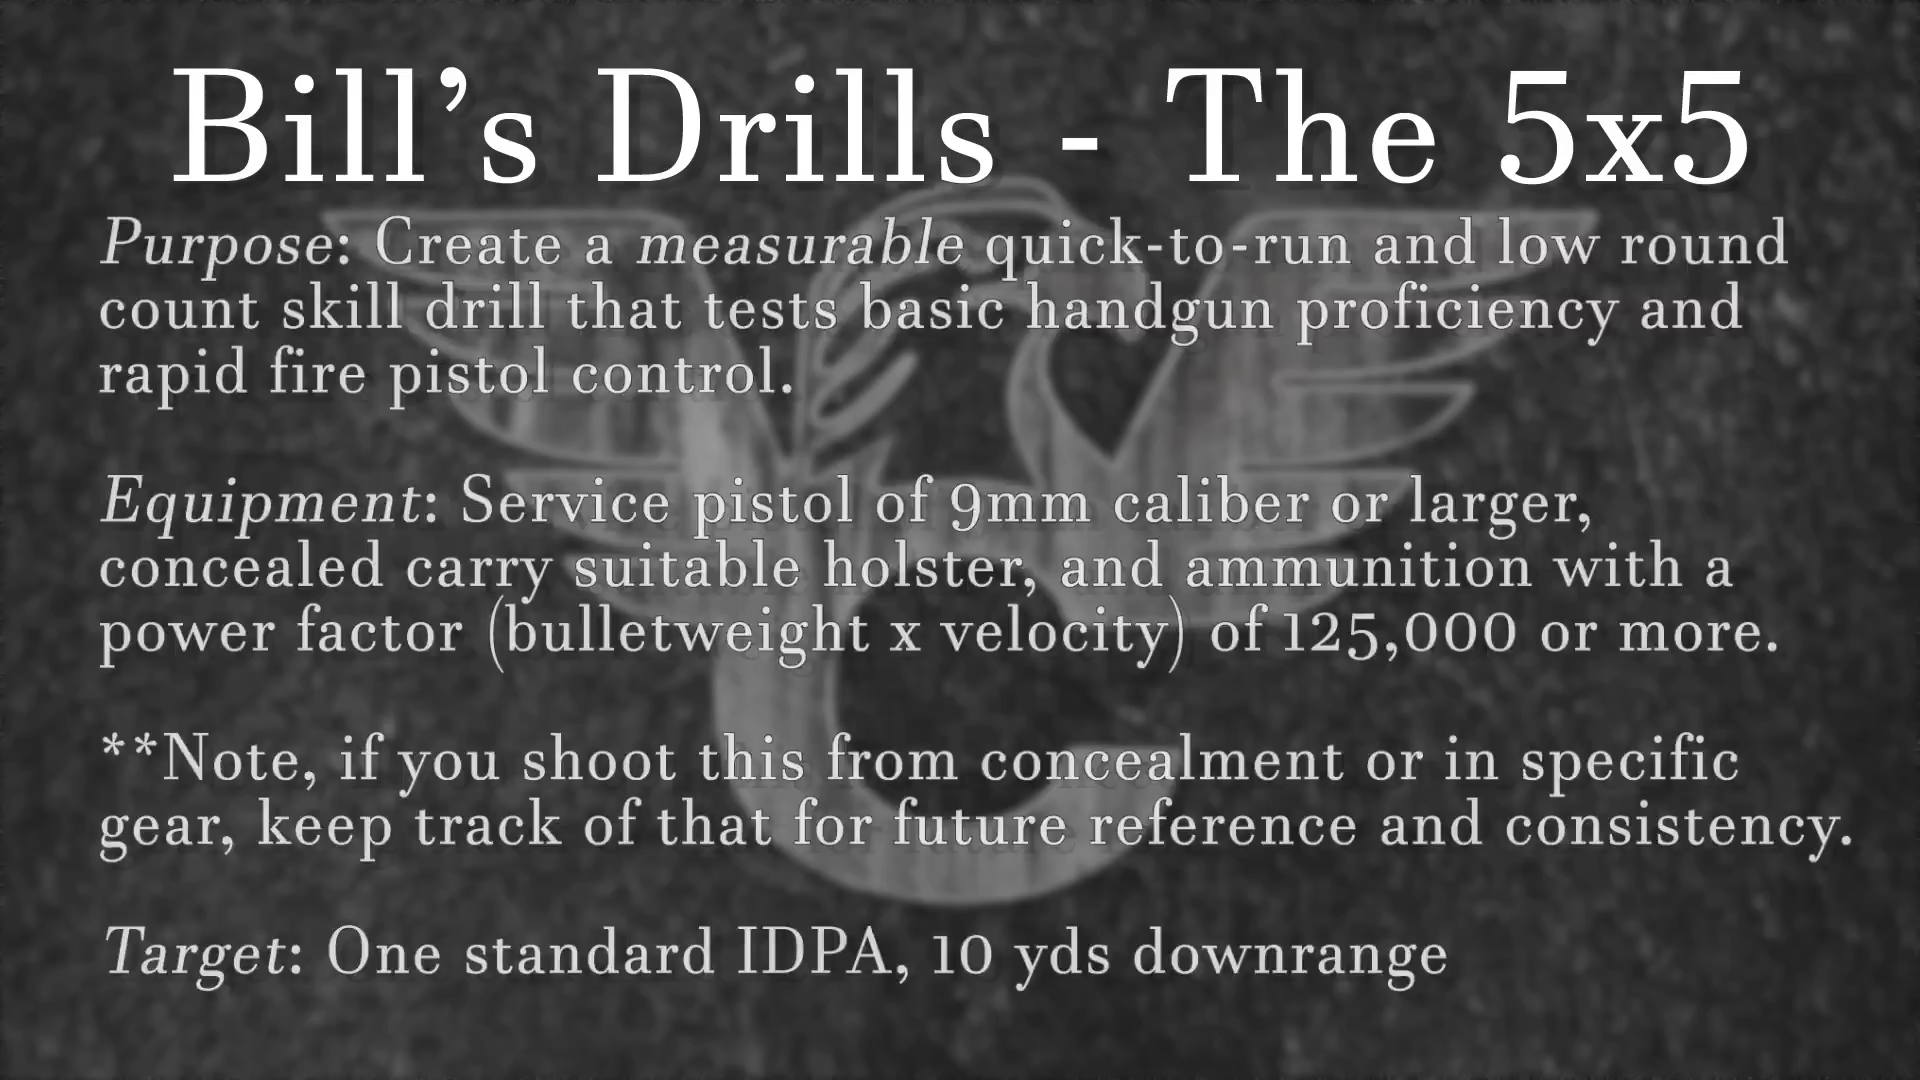 Bill’s Drills - The 5x5
Purpose: Create a measurable quick-to-run and low round
count skill drill that tests basic handgun proficiency and
rapid fire pistol control.
Equipment: Service pistol of 9mm caliber or larger,
concealed carry suitable holster, and ammunition with a
power factor (bulletweight x velocity) of 125,000 or more.
**Note, if you shoot this from concealment or in specific
gear, keep track of that for future reference and consistency.
Target: One standard IDPA, 10 yds downrange